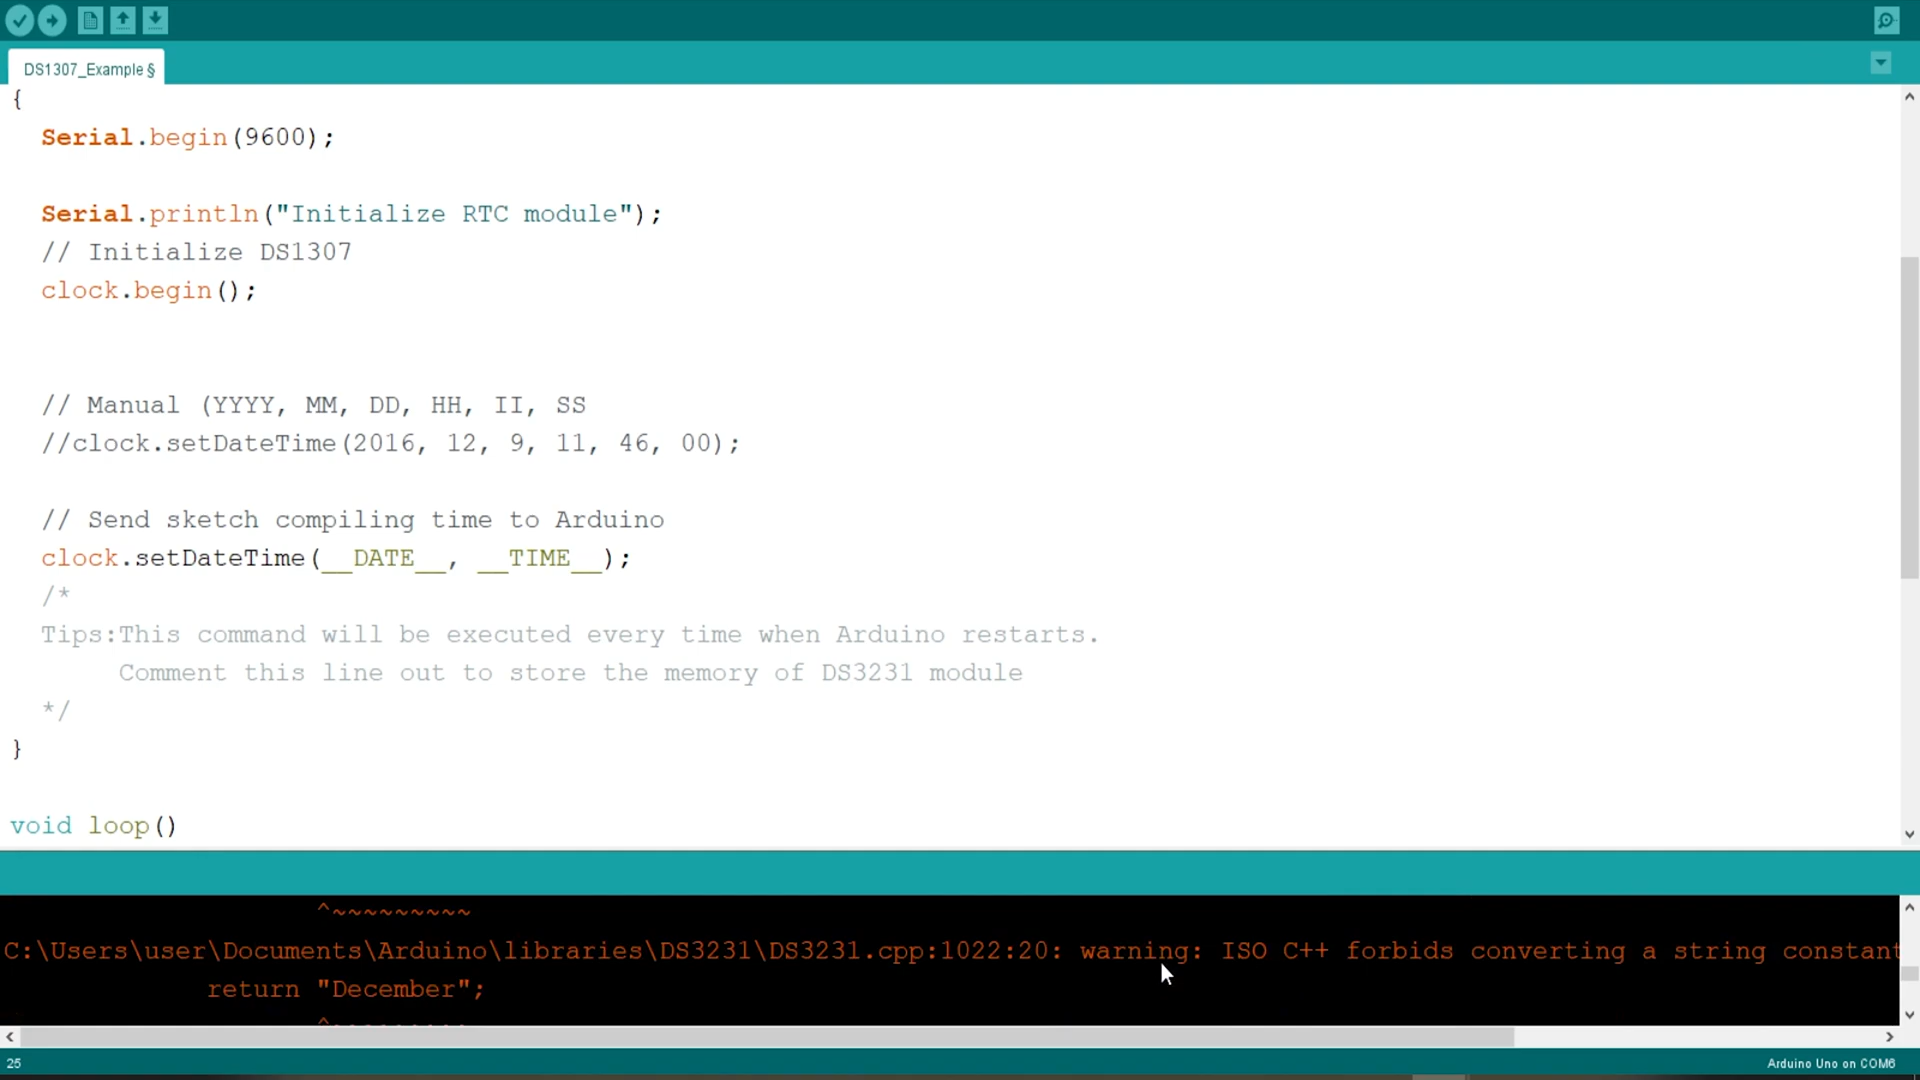 DS1307_Example §
{
Serial.begin(9600);
Serial.println("Initialize RTC module");
// Initialize DS1307
clock.begin();
// Manual (YYYY, MM, DD, HH, II, SS
//clock.setDateTime(2016, 12, 9, 11, 46, 00);
// Send sketch compiling time to Arduino
clock.setDateTime(__DATE__, __TIME__);
/*
Tips:This command will be executed every time when Arduino restarts.
Comment this line out to store the memory of DS3231 module
*/
}
void loop()
^~~~~~~~~~
C:\Users\user\Documents\Arduino\libraries\DS3231\DS3231.cpp:1022:20: warning: ISO C++ forbids converting a string constant
return "December";
^~~~~~~~~~
25
Arduino Uno on COM6